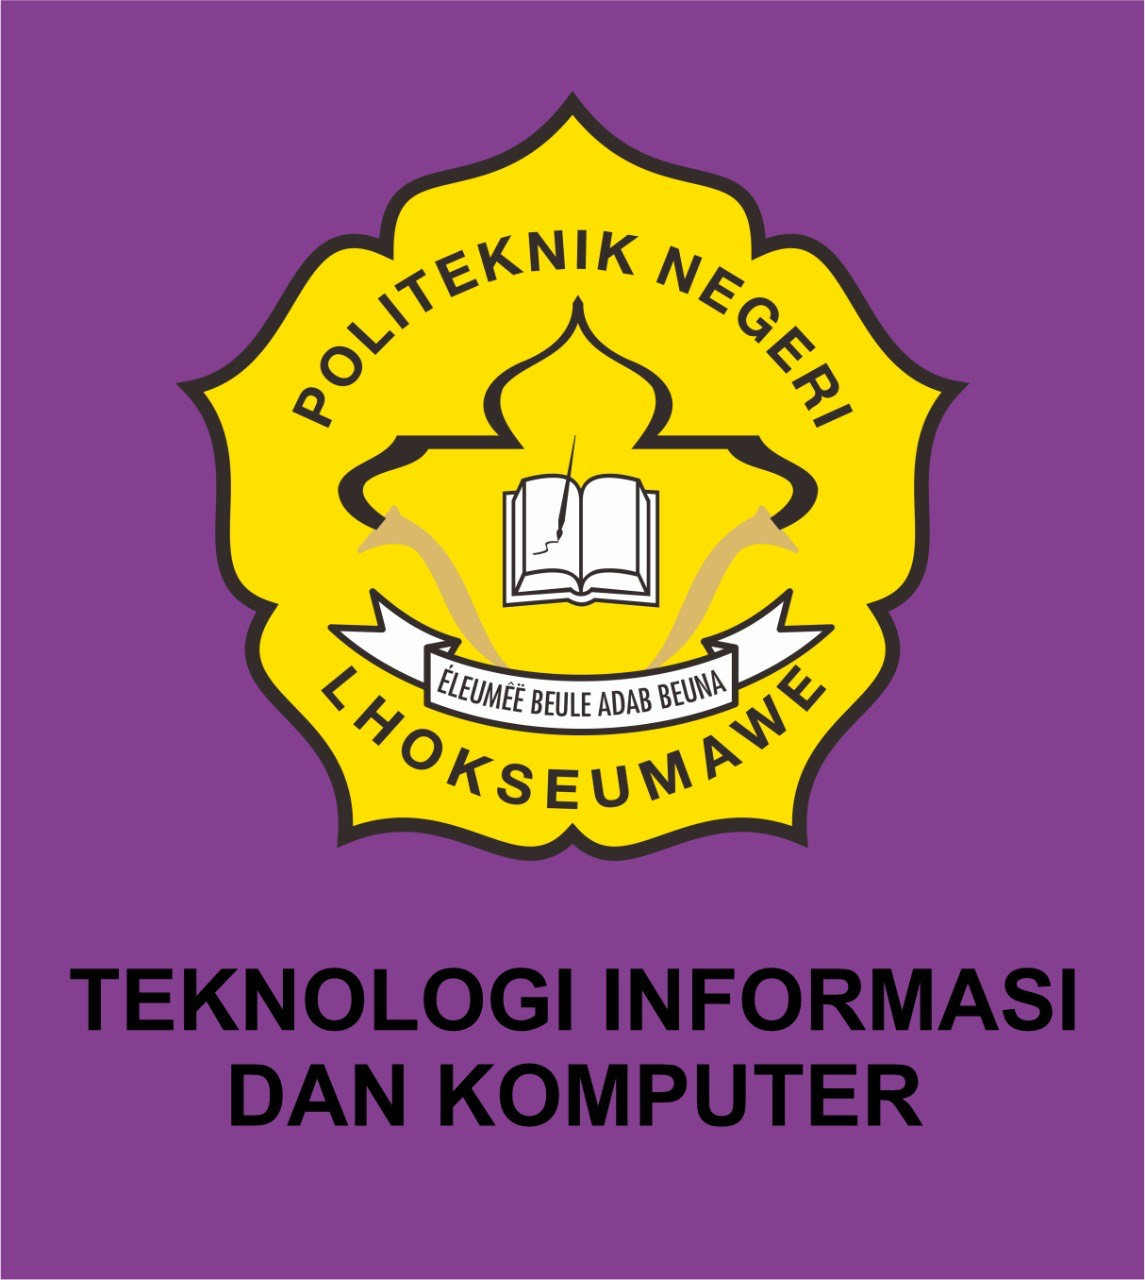 POLITEKNIK NEGERI
ÉLEUMÊË BEULE ADAB BEUNA
LHOKSEUMAWE
TEKNOLOGI INFORMASI
DAN KOMPUTER